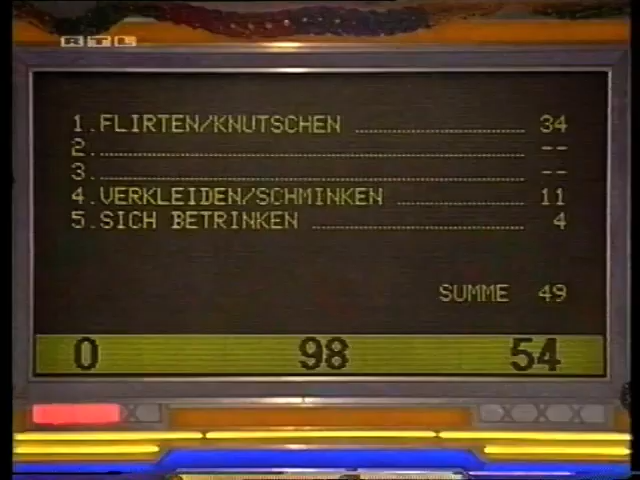 RTL
1.FLIRTEN/KNUTSCHEN ........................ 34
2............................................................. --
3............................................................. --
4.VERKLEIDEN/SCHMINKEN .................. 11
5.SICH BETRINKEN .............................. 4
SUMME 49
0 98 54